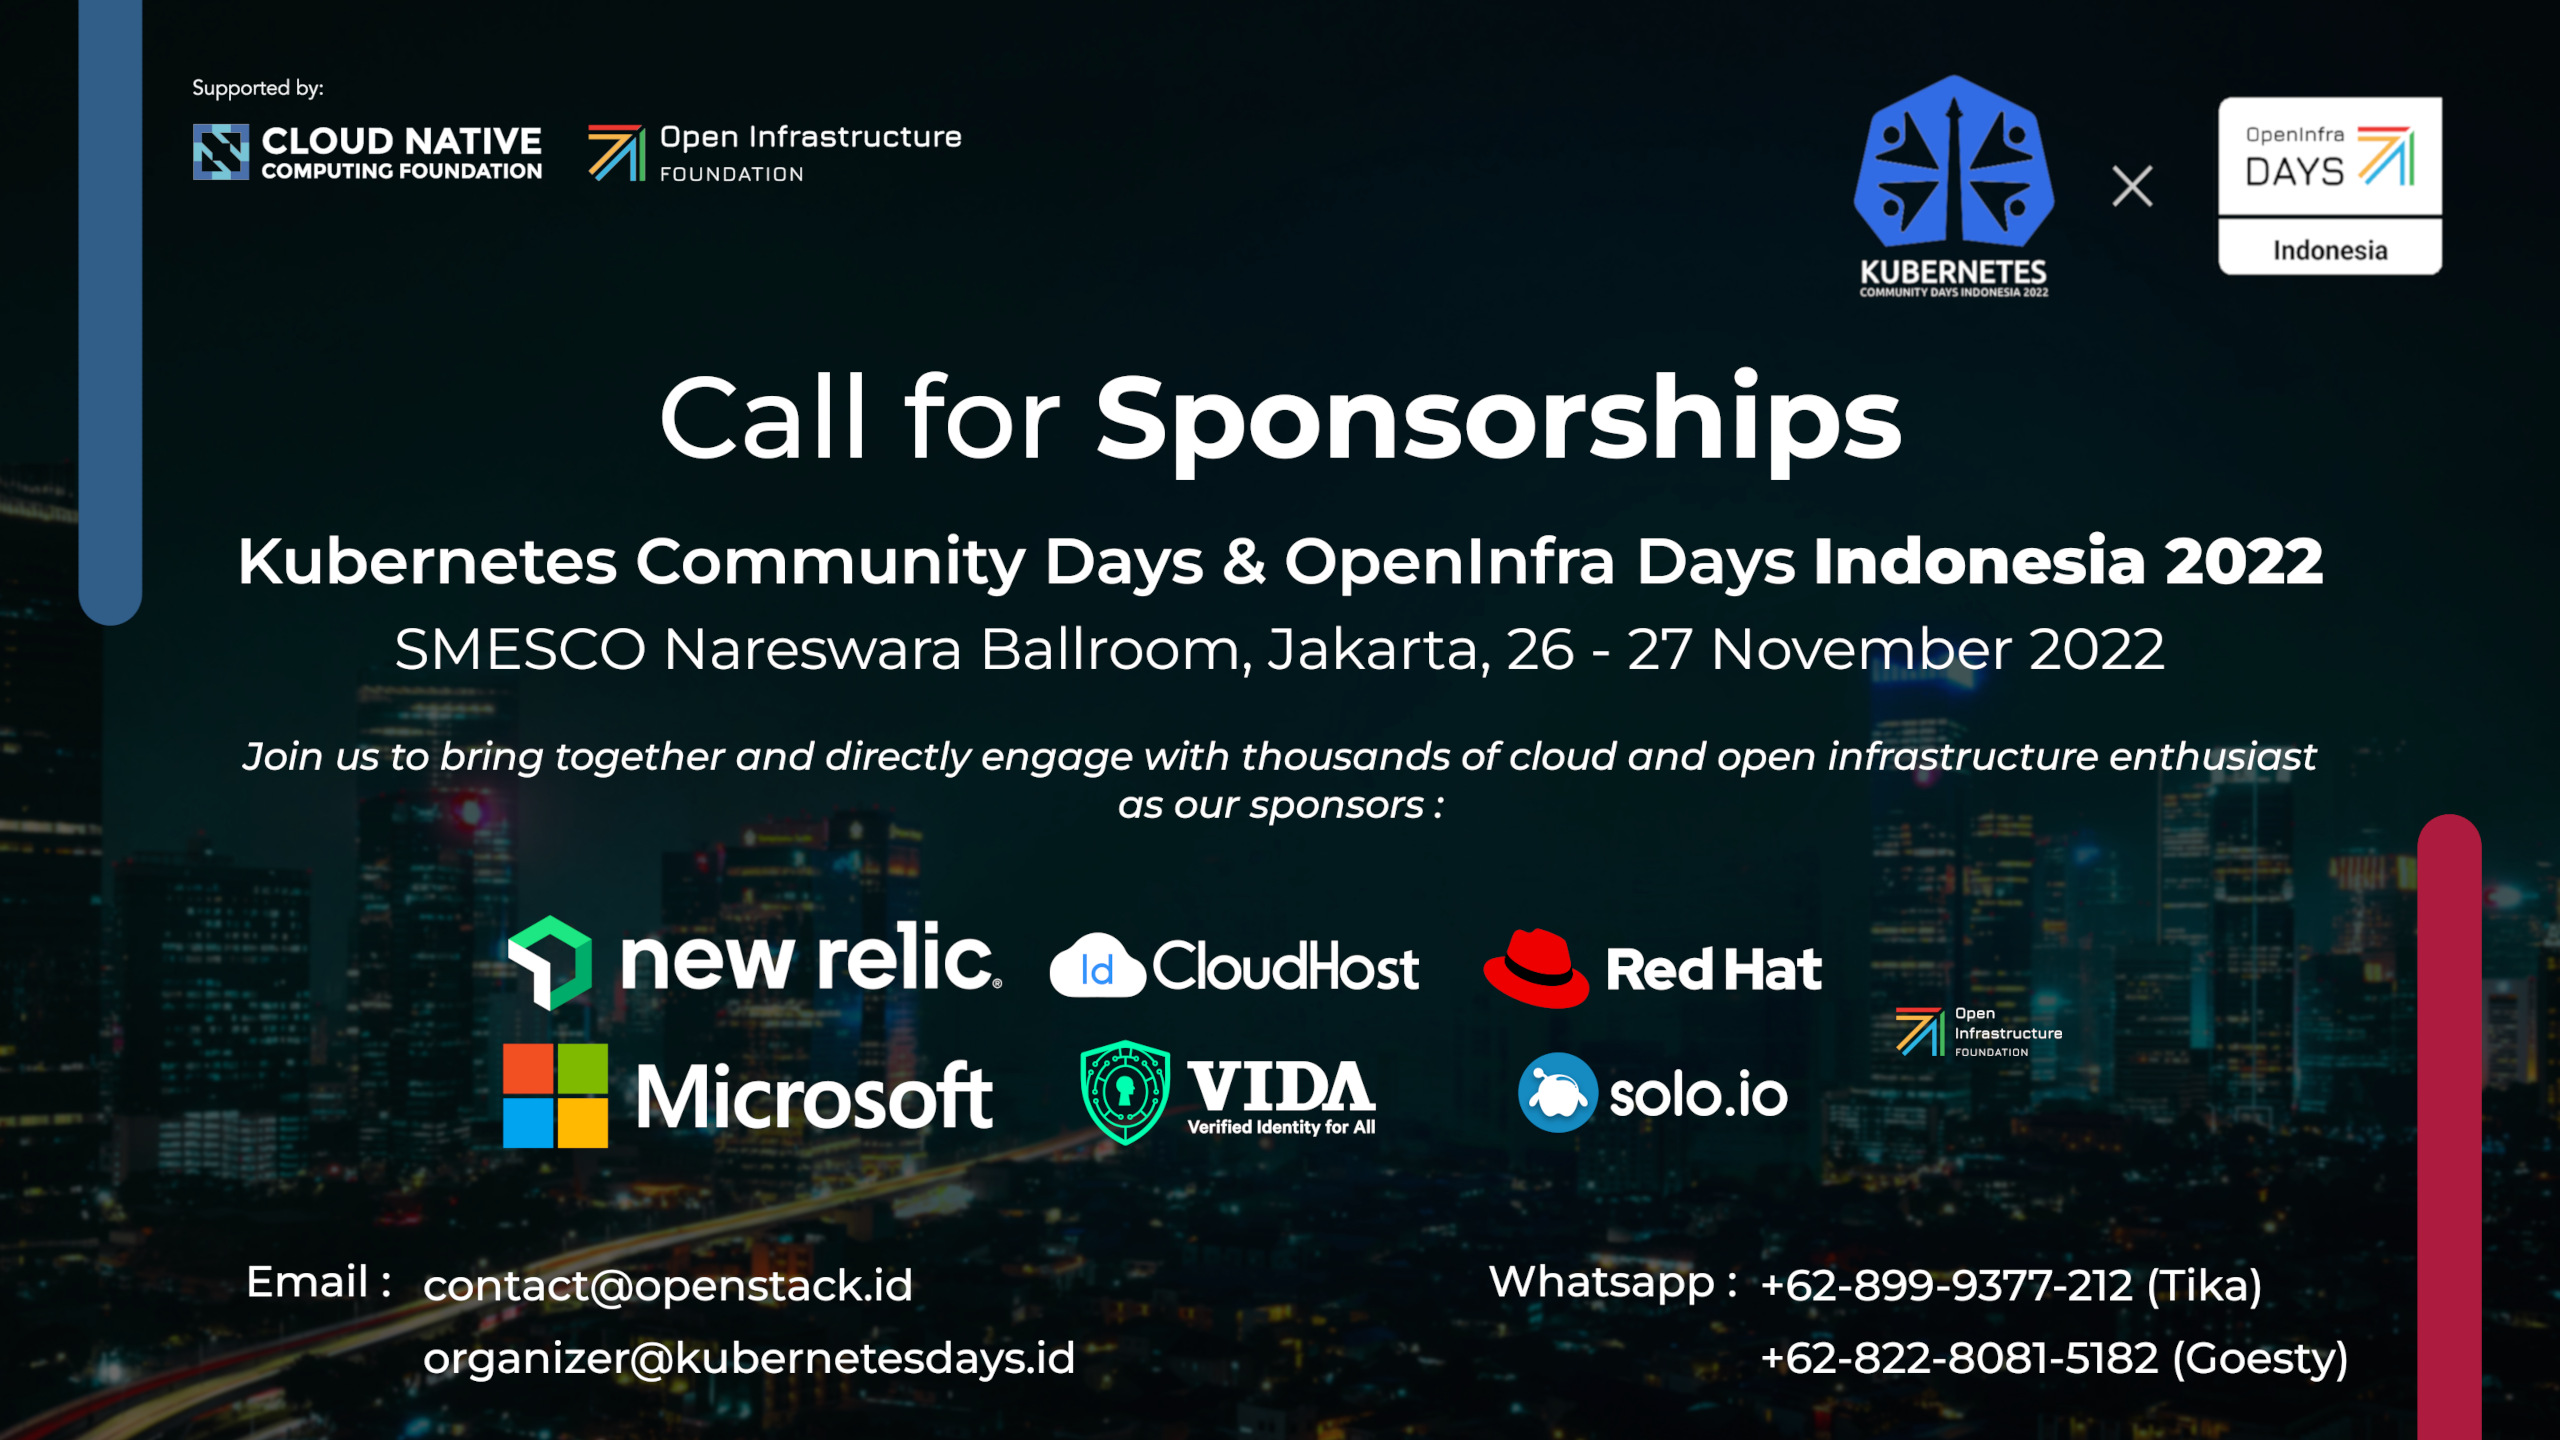 Supported by:
CLOUD NATIVE
COMPUTING FOUNDATION
Open Infrastructure
FOUNDATION
KUBERNETES
COMMUNITY DAYS INDONESIA 2022
OpenInfra
DAYS
Indonesia
Call for Sponsorships
Kubernetes Community Days & OpenInfra Days Indonesia 2022
SMESCO Nareswara Ballroom, Jakarta, 26 - 27 November 2022
Join us to bring together and directly engage with thousands of cloud and open infrastructure enthusiast
as our sponsors :
new relic®
Id CloudHost
Red Hat
Open
Infrastructure
FOUNDATION
Microsoft
VIDA
Verified Identity for All
solo.io
Email : contact@openstack.id
organizer@kubernetesdays.id
Whatsapp : +62-899-9377-212 (Tika)
+62-822-8081-5182 (Goesty)